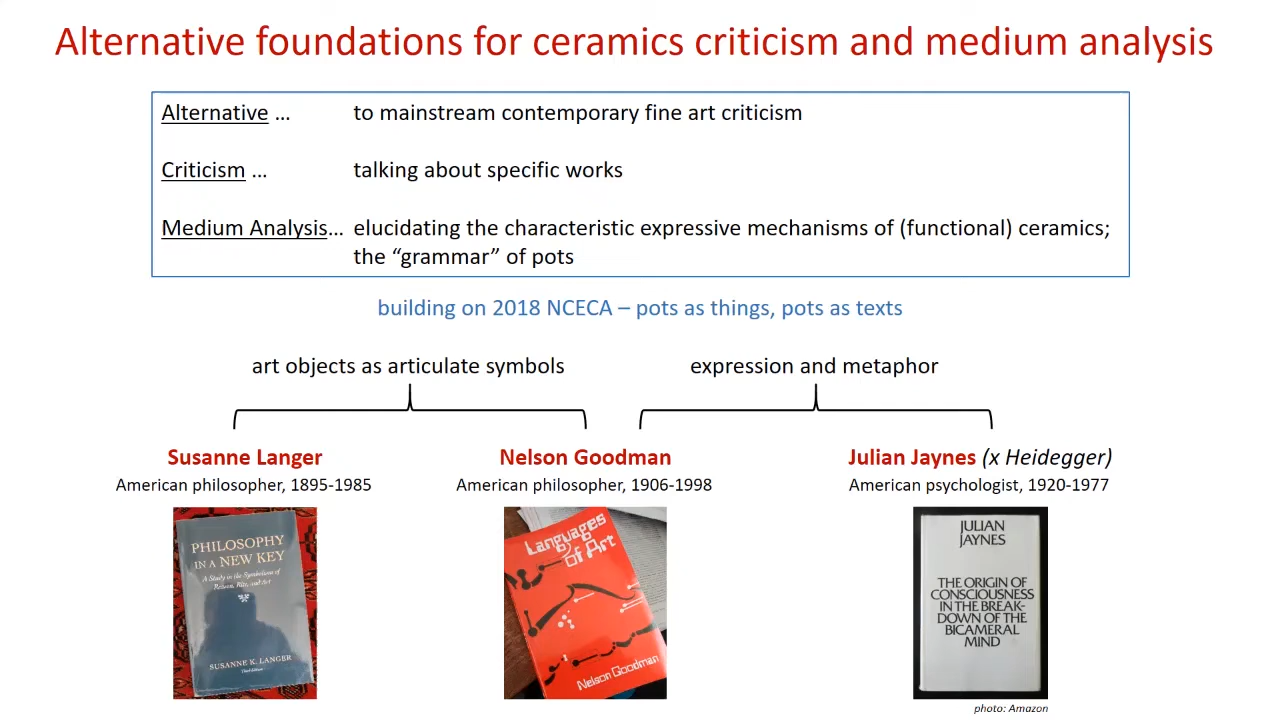 Alternative foundations for ceramics criticism and medium analysis
Alternative ... to mainstream contemporary fine art criticism
Criticism ... talking about specific works
Medium Analysis... elucidating the characteristic expressive mechanisms of (functional) ceramics;
the “grammar” of pots
building on 2018 NCECA – pots as things, pots as texts
art objects as articulate symbols
expression and metaphor
Susanne Langer
American philosopher, 1895-1985
PHILOSOPHY
IN A NEW KEY
A Study in the Symbolism of
Reason, Rite, and Art
SUSANNE K. LANGER
Third Edition
Nelson Goodman
American philosopher, 1906-1998
Languages
of Art
Nelson Goodman
Julian Jaynes (x Heidegger)
American psychologist, 1920-1977
JULIAN
JAYNES
THE ORIGIN OF
CONSCIOUSNESS
IN THE BREAK-
DOWN OF THE
BICAMERAL
MIND
photo: Amazon